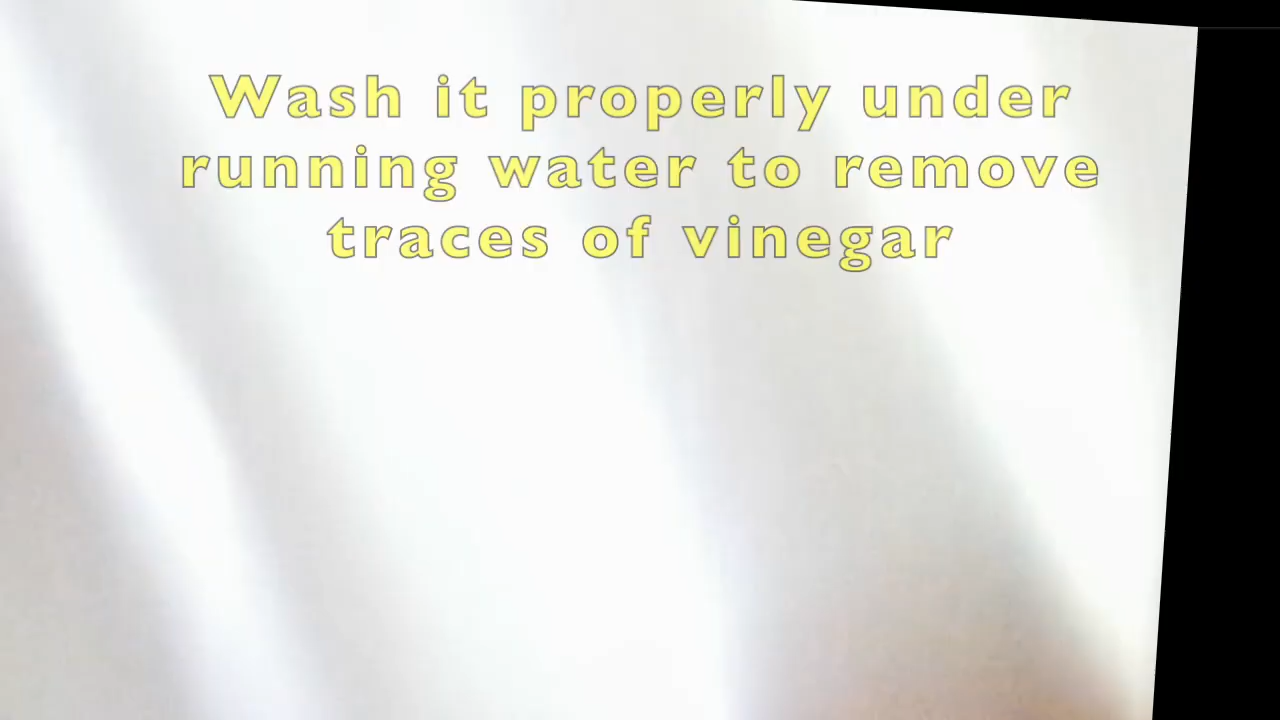 Wash it properly under
running water to remove
traces of vinegar